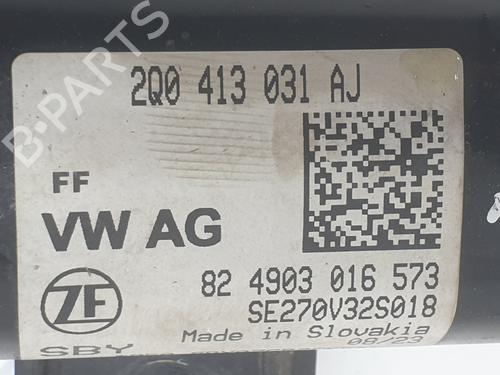 2Q0 413 031 AJ
B-PARTS
FF
VW AG
82 4903 016 573
SE270V32S018
ZF
Made in Slovakia
SBY
08/23